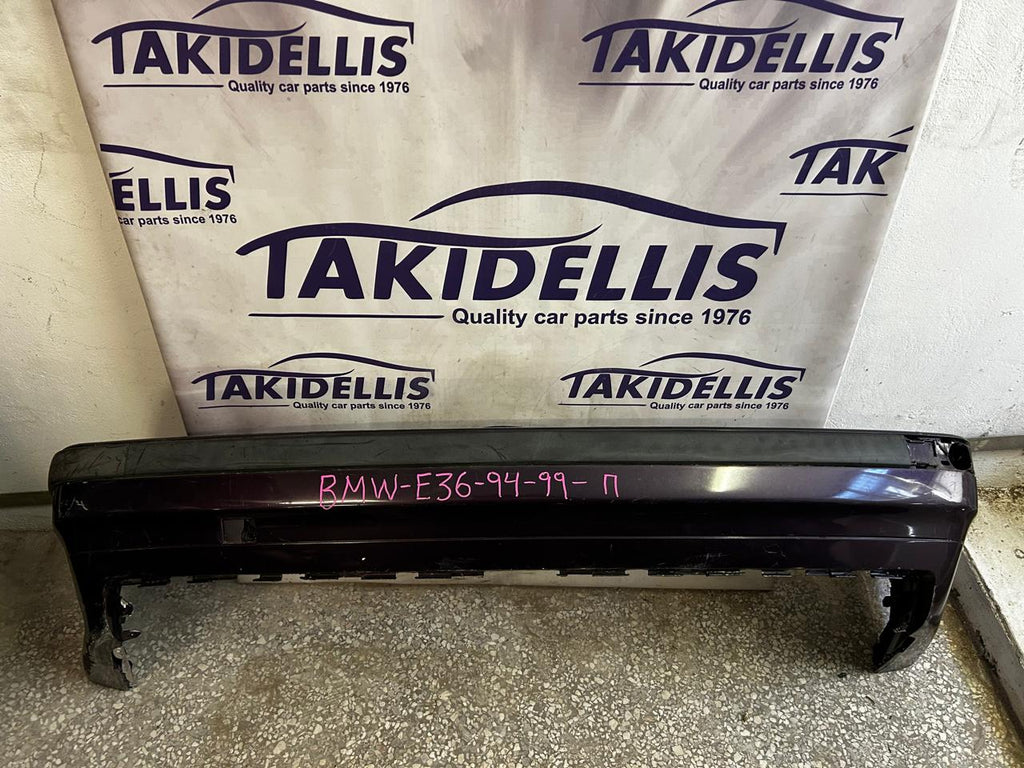 TAKIDELLIS
Quality car parts since 1976
TAKIDELLIS
Quality car parts since 1976
ELLIS
car parts since 1976
TAK
TAKIDELLIS
Quality car parts since 1976
TAKIDELLIS
Quality car parts since 1976
TAKIDELLIS
Quality car parts since 1976
BMW-E36-94-99-Π